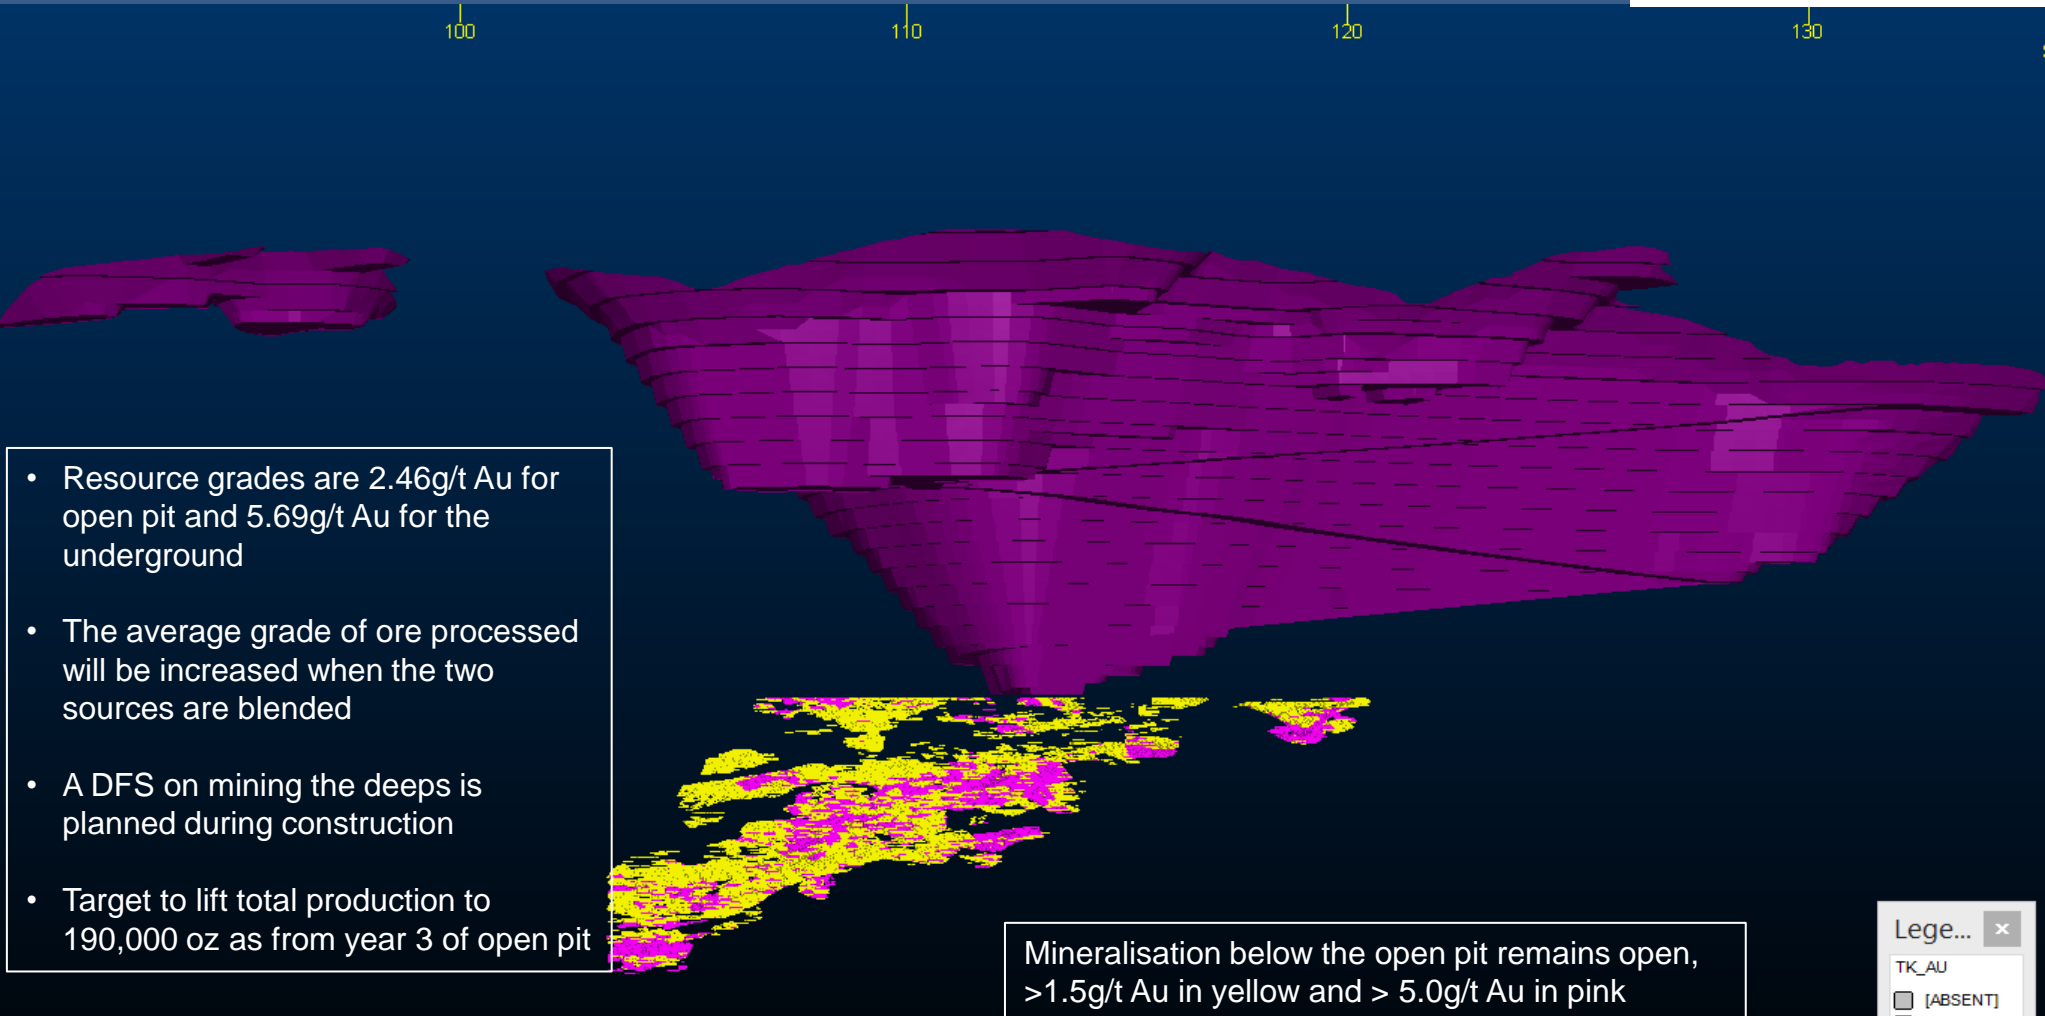 100 110 120 130
• Resource grades are 2.46g/t Au for
open pit and 5.69g/t Au for the
underground
• The average grade of ore processed
will be increased when the two
sources are blended
• A DFS on mining the deeps is
planned during construction
• Target to lift total production to
190,000 oz as from year 3 of open pit
Mineralisation below the open pit remains open,
>1.5g/t Au in yellow and > 5.0g/t Au in pink
Lege... ×
TK_AU
[ABSENT]